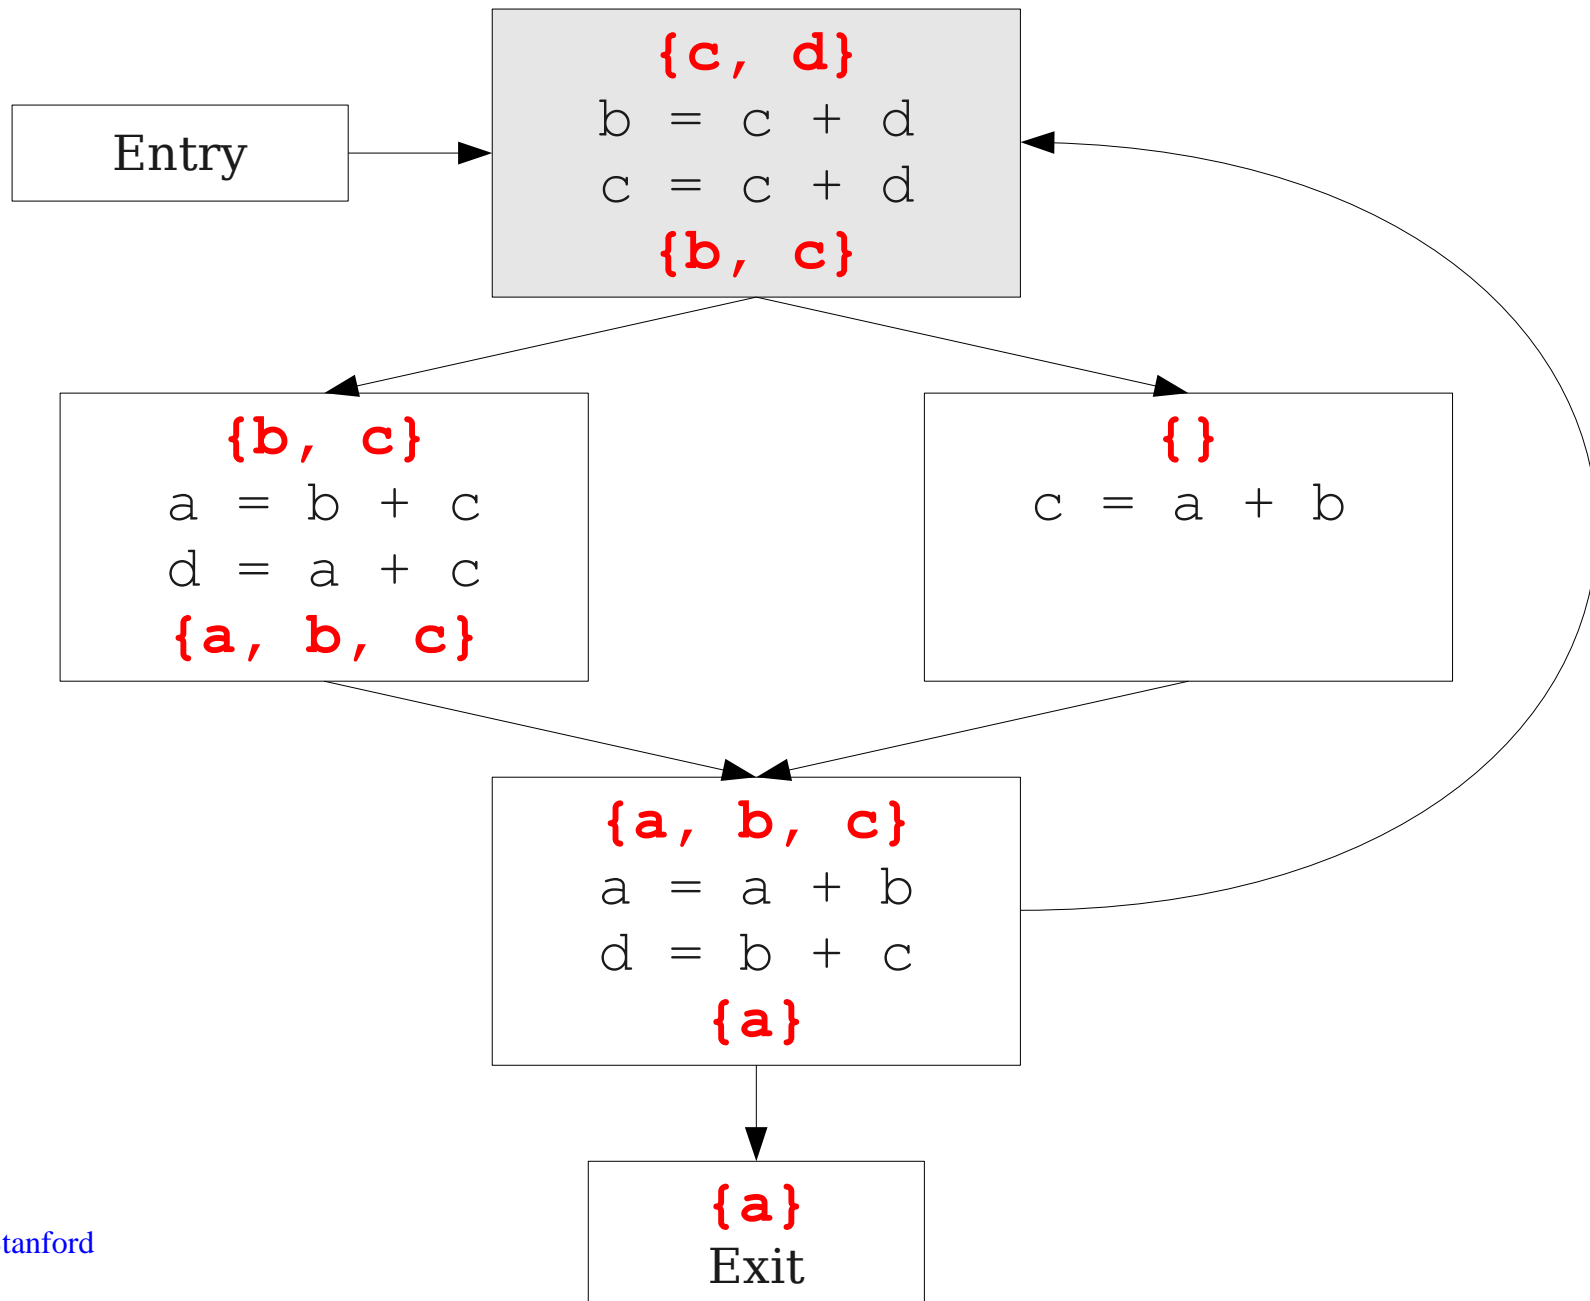 {c, d}
b = c + d
c = c + d
{b, c}
Entry
{b, c}
a = b + c
d = a + c
{a, b, c}
{}
c = a + b
{a, b, c}
a = a + b
d = b + c
{a}
{a}
Exit
tanford